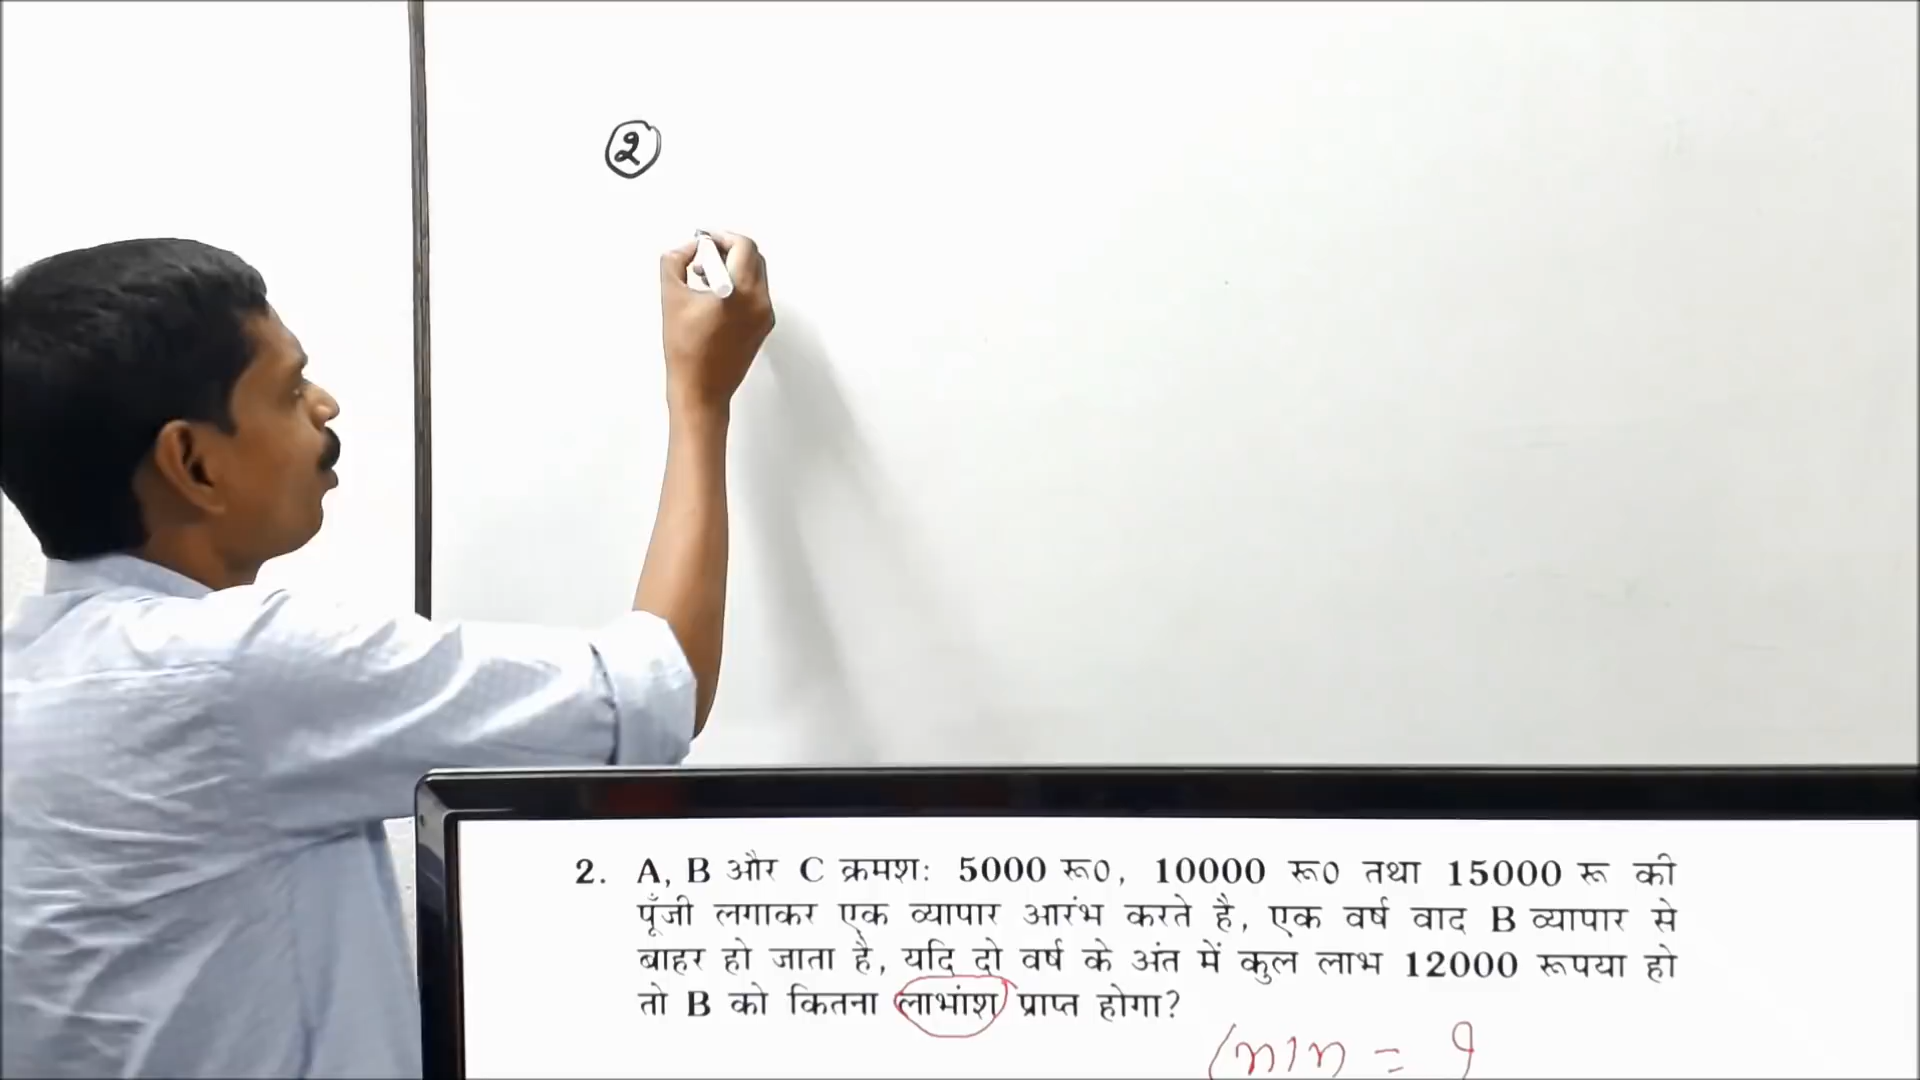 2
2. A, B और C क्रमश: 5000 रू0, 10000 रू0 तथा 15000 रू की
पूँजी लगाकर एक व्यापार आरंभ करते है, एक वर्ष वाद B व्यापार से
बाहर हो जाता है, यदि दो वर्ष के अंत में कुल लाभ 12000 रूपया हो
तो B को कितना लाभांश प्राप्त होगा?